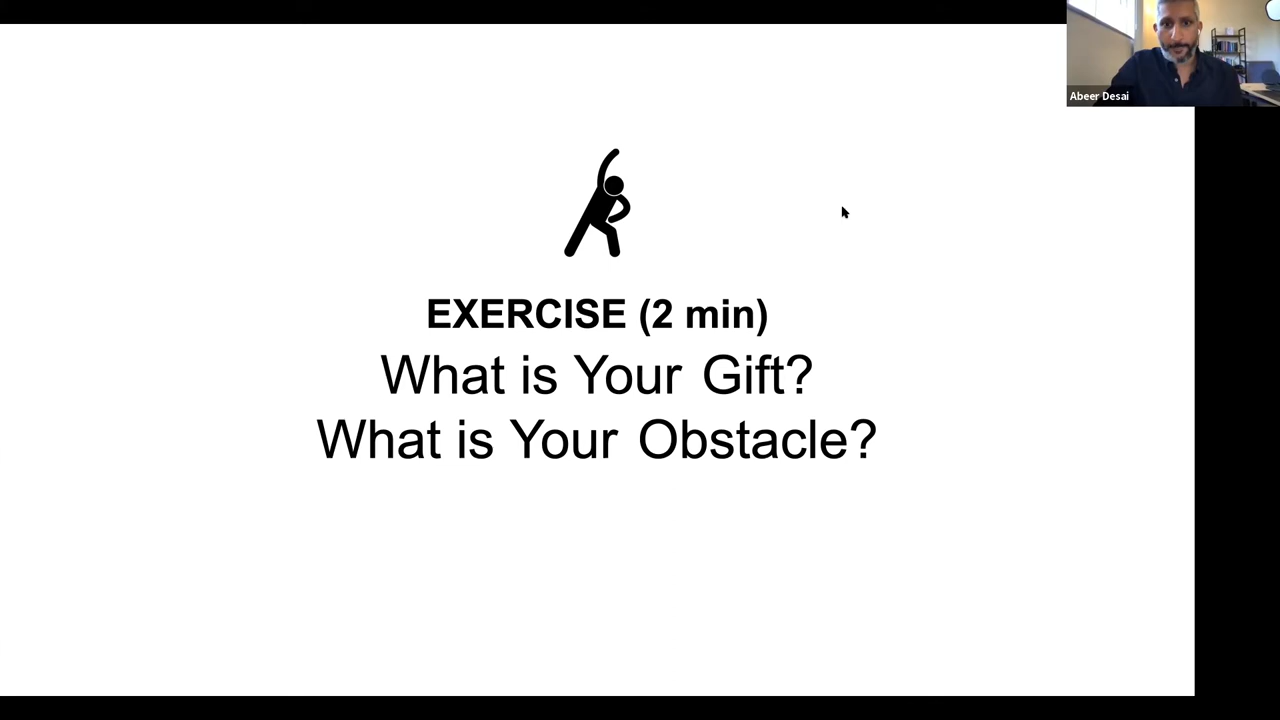 Abeer Desai
EXERCISE (2 min)
What is Your Gift?
What is Your Obstacle?